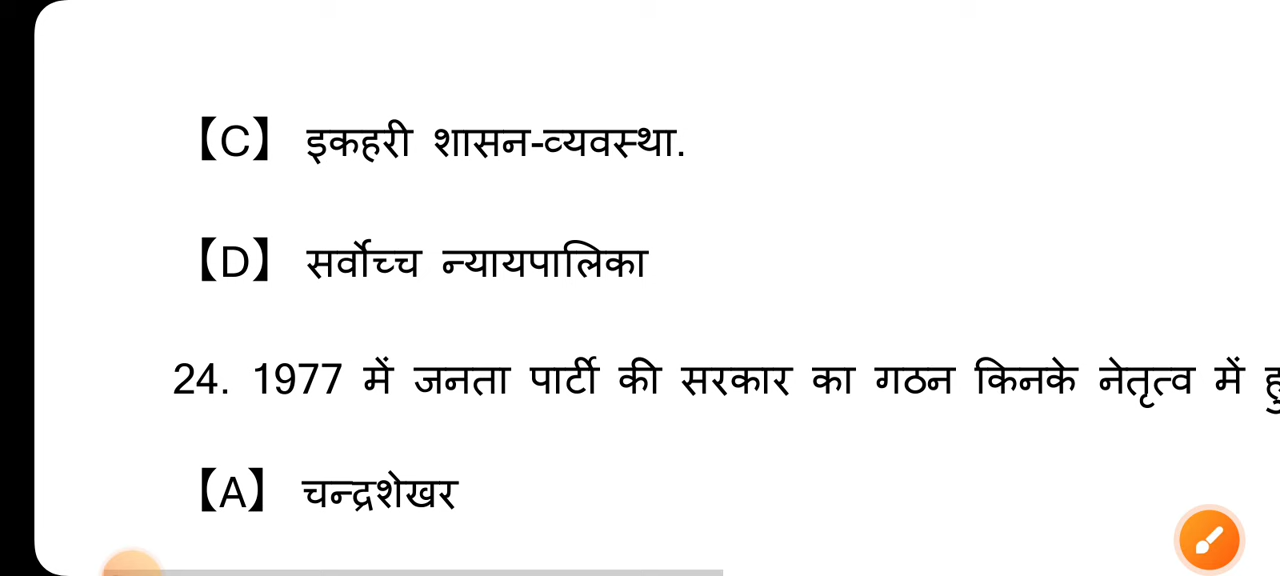 【C】 इकहरी शासन-व्यवस्था.
【D】 सर्वोच्च न्यायपालिका
24. 1977 में जनता पार्टी की सरकार का गठन किनके नेतृत्व में
【A】 चन्द्रशेखर